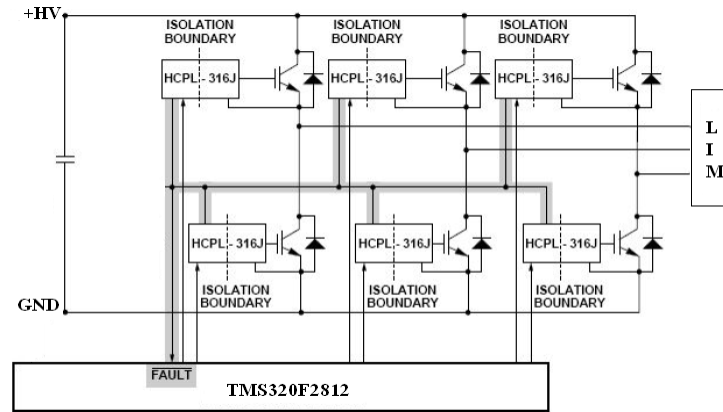 +HV
ISOLATION
BOUNDARY
ISOLATION
BOUNDARY
ISOLATION
BOUNDARY
HCPL - 316J
HCPL - 316J
HCPL - 316J
L
I
M
HCPL - 316J
HCPL - 316J
HCPL - 316J
ISOLATION
BOUNDARY
ISOLATION
BOUNDARY
ISOLATION
BOUNDARY
GND
FAULT
TMS320F2812